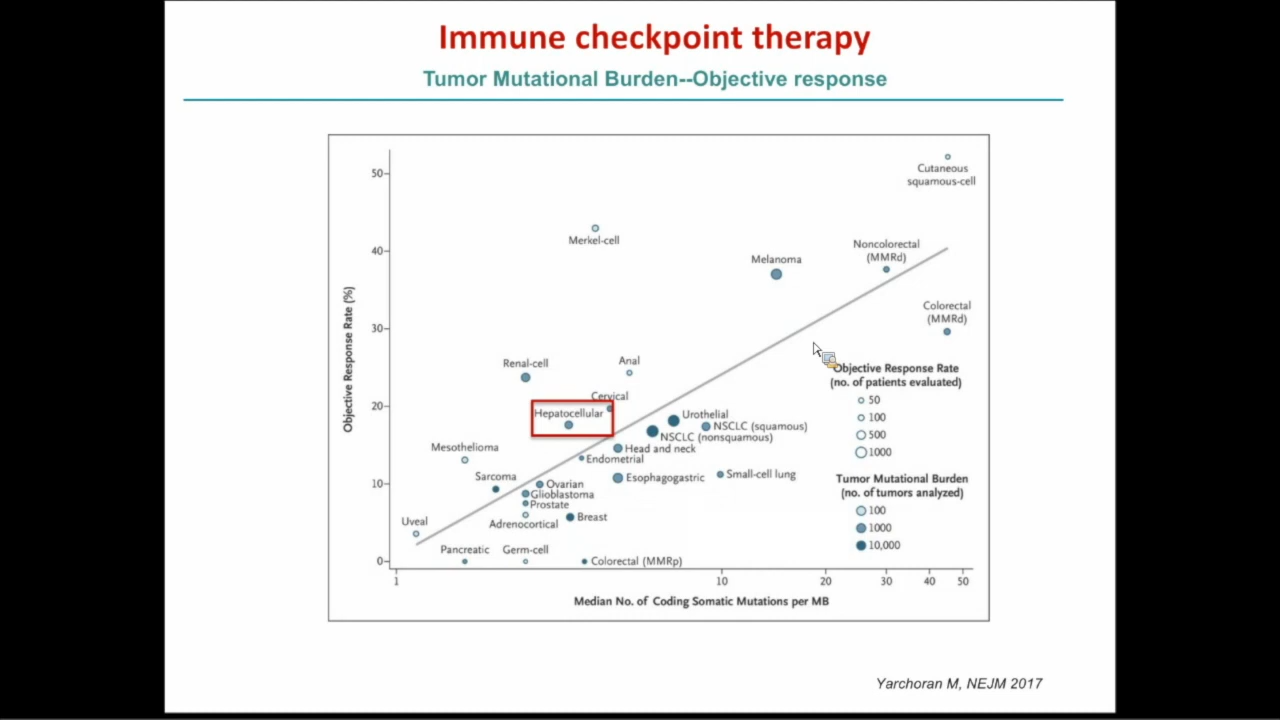 Immune checkpoint therapy
Tumor Mutational Burden--Objective response
Objective Response Rate (%)
50
40
30
20
10
0
Cutaneous
squamous-cell
Merkel-cell
Noncolorectal
(MMRd)
Melanoma
Colorectal
(MMRd)
Renal-cell
Anal
Cervical
Hepatocellular
Urothelial
NSCLC (squamous)
NSCLC (nonsquamous)
Mesothelioma
Head and neck
Endometrial
Sarcoma
Esophagogastric
Small-cell lung
Ovarian
Glioblastoma
Prostate
Adrenocortical
Breast
Uveal
Pancreatic
Germ-cell
Colorectal (MMRp)
Objective Response Rate
(no. of patients evaluated)
50
100
500
1000
Tumor Mutational Burden
(no. of tumors analyzed)
100
1000
10,000
1
10
20
30
40
50
Median No. of Coding Somatic Mutations per MB
Yarchoran M, NEJM 2017